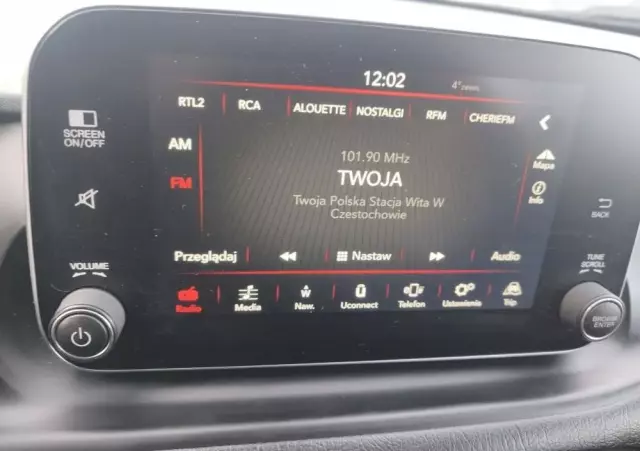 12:02
4°
RTL2 RCA ALOUETTE NOSTALGI RFM CHERIEFM
SCREEN
ON/OFF
AM
FM
101.90 MHz
TWOJA
Twoja Polska Stacja Wita W
Czestochowie
Mapa
Info
BACK
VOLUME
TUNE
SCROLL
Przeglądaj Nastaw Audio
Radio Media Naw. Uconnect Telefon Ustawienia Trip
BROWSE
ENTER